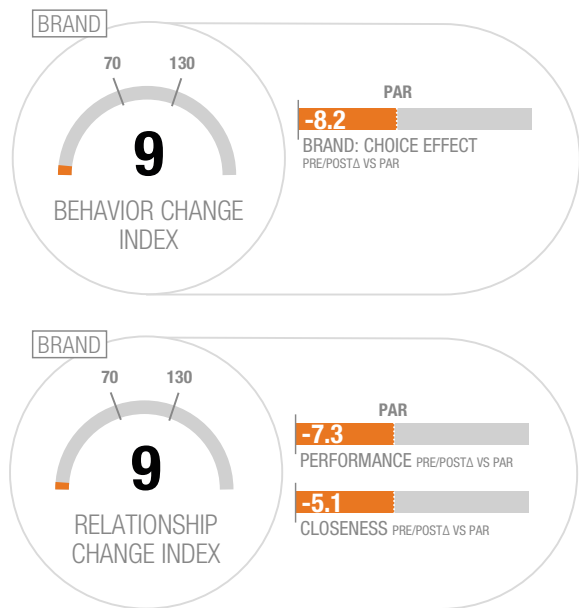 BRAND
70 130
9
BEHAVIOR CHANGE
INDEX
PAR
-8.2
BRAND: CHOICE EFFECT
PRE/POSTΔ VS PAR
BRAND
70 130
9
RELATIONSHIP
CHANGE INDEX
PAR
-7.3
PERFORMANCE PRE/POSTΔ VS PAR
-5.1
CLOSENESS PRE/POSTΔ VS PAR